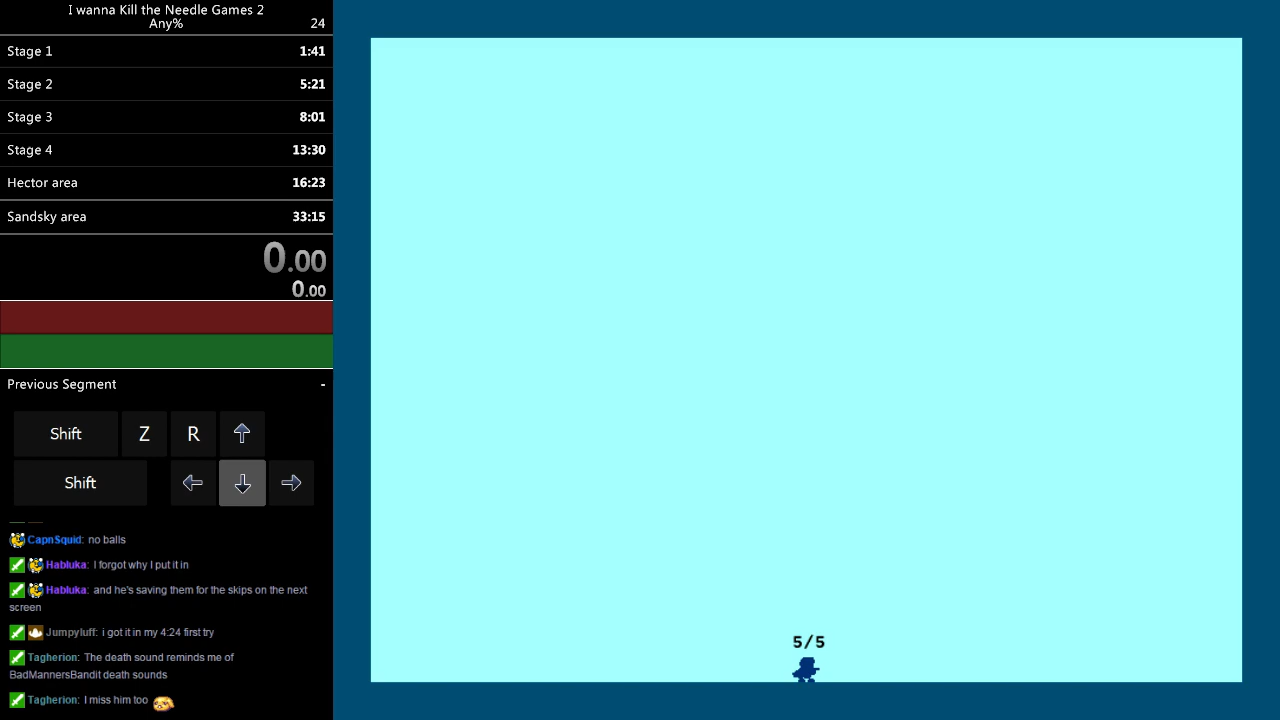 I wanna Kill the Needle Games 2
Any%
24
Stage 1 1:41
Stage 2 5:21
Stage 3 8:01
Stage 4 13:30
Hector area 16:23
Sandsky area 33:15
0.00
0.00
Previous Segment -
Shift Z R
Shift
CapnSquid: no balls
Habluka: I forgot why I put it in
Habluka: and he's saving them for the skips on the next
screen
Jumpyluff: i got it in my 4:24 first try
Tagherion: The death sound reminds me of
BadMannersBandit death sounds
Tagherion: I miss him too
5/5